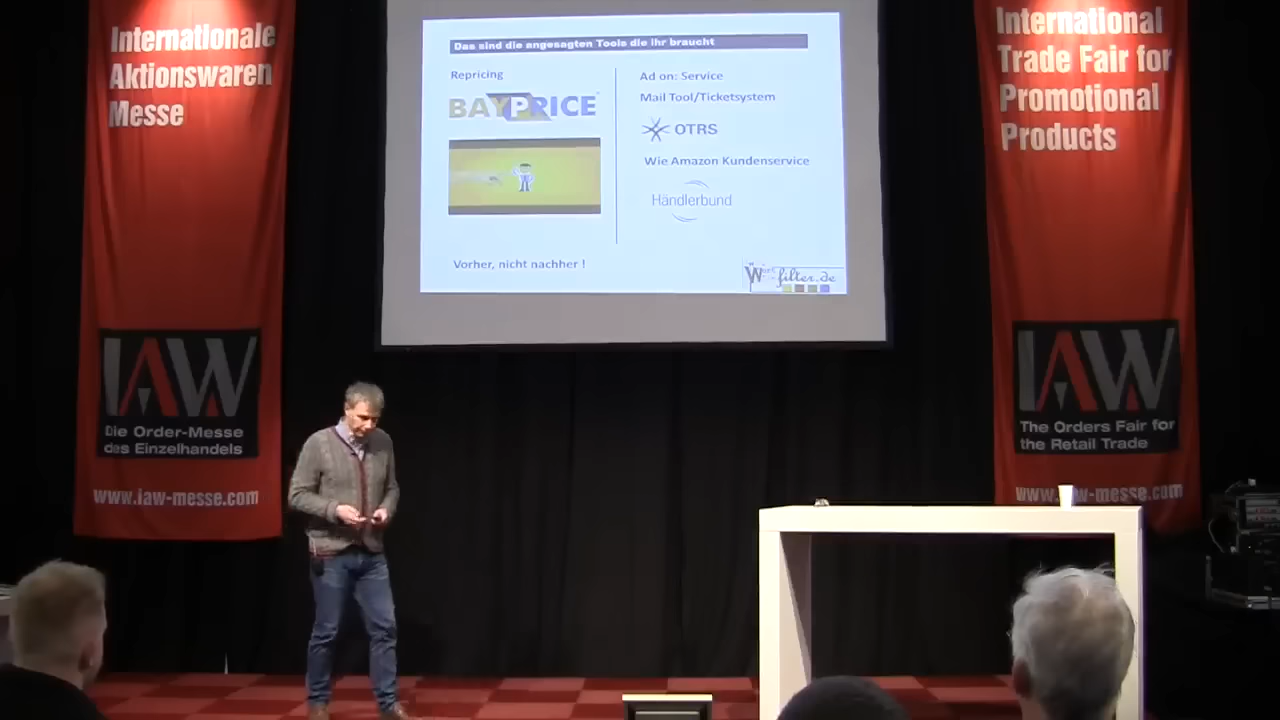 Internationale
Aktionswaren
Messe
IAW
Die Order-Messe
des Einzelhandels
www.iaw-messe.com
Das sind die angesagten Tools die ihr braucht
Repricing
BAYPRICE
Vorher, nicht nachher !
Ad on: Service
Mail Tool/Ticketsystem
OTRS
Wie Amazon Kundenservice
Händlerbund
filter.de
International
Trade Fair for
Promotional
Products
IAW
The Orders Fair for
the Retail Trade
www.iaw-messe.com